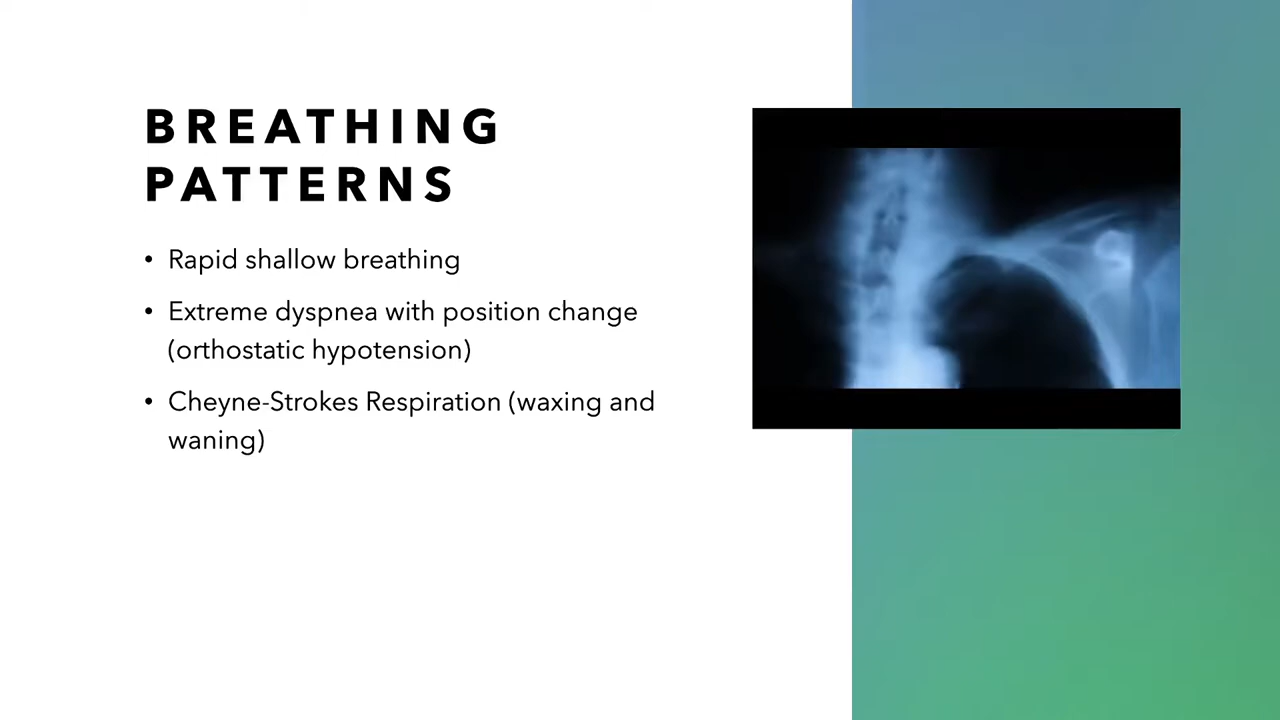 BREATHING
PATTERNS
• Rapid shallow breathing
• Extreme dyspnea with position change
(orthostatic hypotension)
• Cheyne-Strokes Respiration (waxing and
waning)